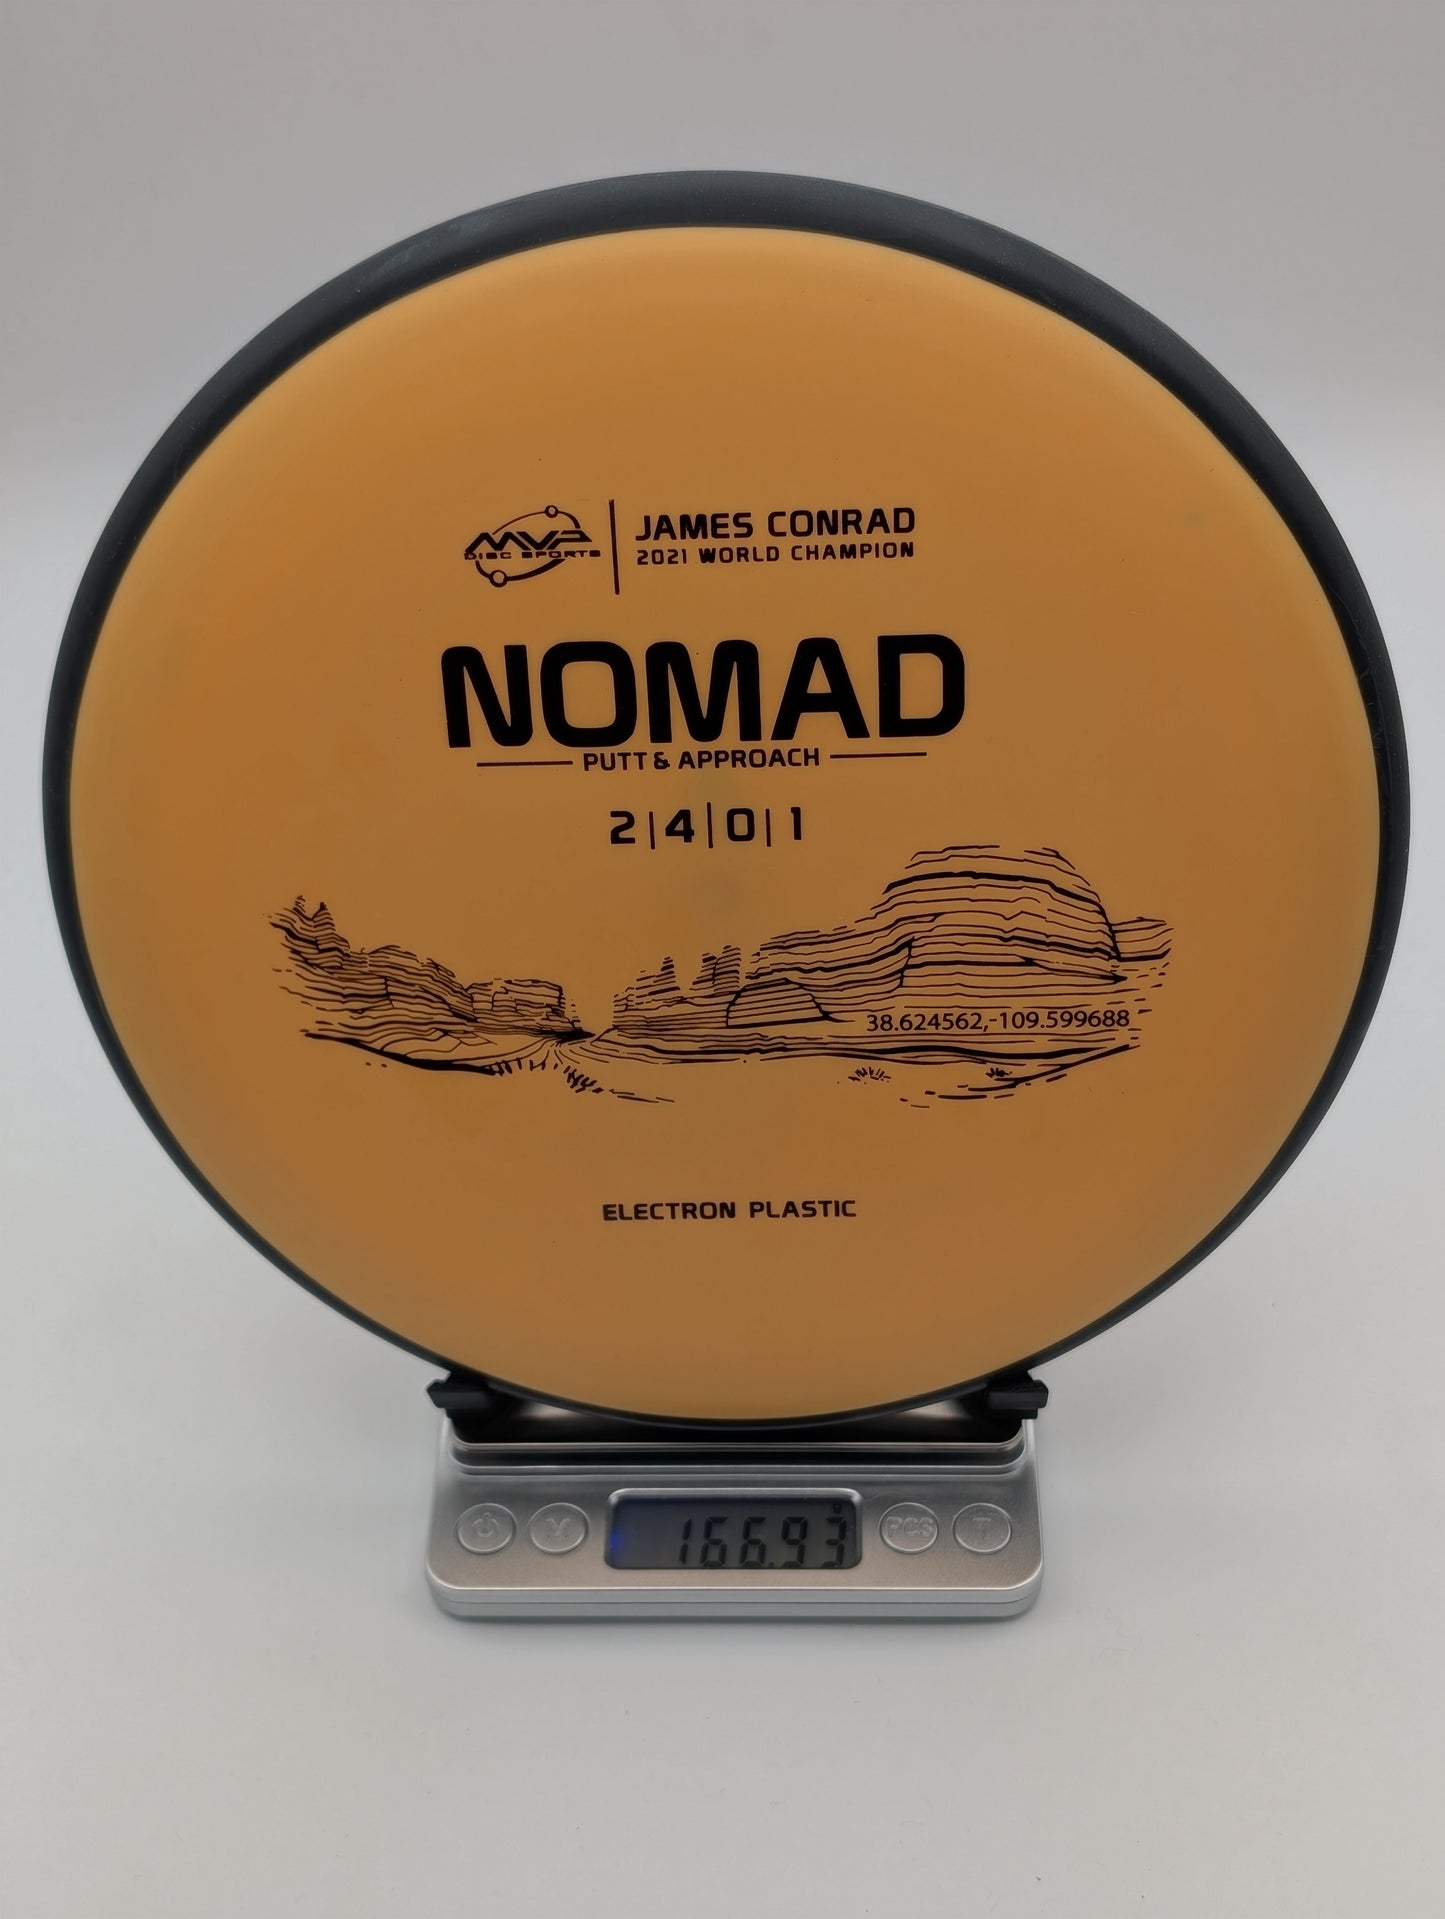 MVP
DISC SPORTS
JAMES CONRAD
2021 WORLD CHAMPION
NOMAD
PUTT & APPROACH
2|4|0|1
38.624562,-109.599688
ELECTRON PLASTIC
166.93 g
M
PCS
T